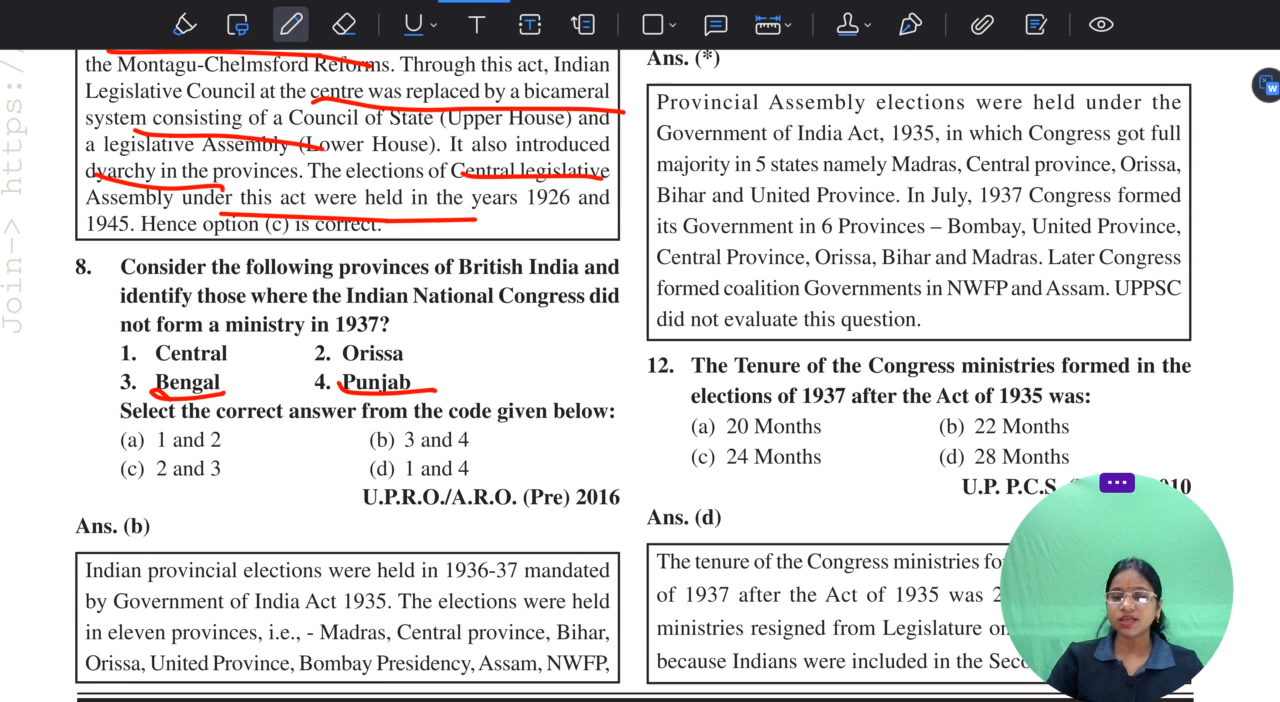 Join-> https:/
the Montagu-Chelmsford Reforms. Through this act, Indian
Legislative Council at the centre was replaced by a bicameral
system consisting of a Council of State (Upper House) and
a legislative Assembly (Lower House). It also introduced
dyarchy in the provinces. The elections of Central legislative
Assembly under this act were held in the years 1926 and
1945. Hence option (c) is correct.
8. Consider the following provinces of British India and
identify those where the Indian National Congress did
not form a ministry in 1937?
1. Central 2. Orissa
3. Bengal 4. Punjab
Select the correct answer from the code given below:
(a) 1 and 2 (b) 3 and 4
(c) 2 and 3 (d) 1 and 4
U.P.R.O./A.R.O. (Pre) 2016
Ans. (b)
Indian provincial elections were held in 1936-37 mandated
by Government of India Act 1935. The elections were held
in eleven provinces, i.e., - Madras, Central province, Bihar,
Orissa, United Province, Bombay Presidency, Assam, NWFP,
Ans. (*)
Provincial Assembly elections were held under the
Government of India Act, 1935, in which Congress got full
majority in 5 states namely Madras, Central province, Orissa,
Bihar and United Province. In July, 1937 Congress formed
its Government in 6 Provinces – Bombay, United Province,
Central Province, Orissa, Bihar and Madras. Later Congress
formed coalition Governments in NWFP and Assam. UPPSC
did not evaluate this question.
12. The Tenure of the Congress ministries formed in the
elections of 1937 after the Act of 1935 was:
(a) 20 Months (b) 22 Months
(c) 24 Months (d) 28 Months
U.P. P.C.S.
Ans. (d)
The tenure of the Congress ministries
of 1937 after the Act of 1935 was
ministries resigned from Legislature
because Indians were included in the